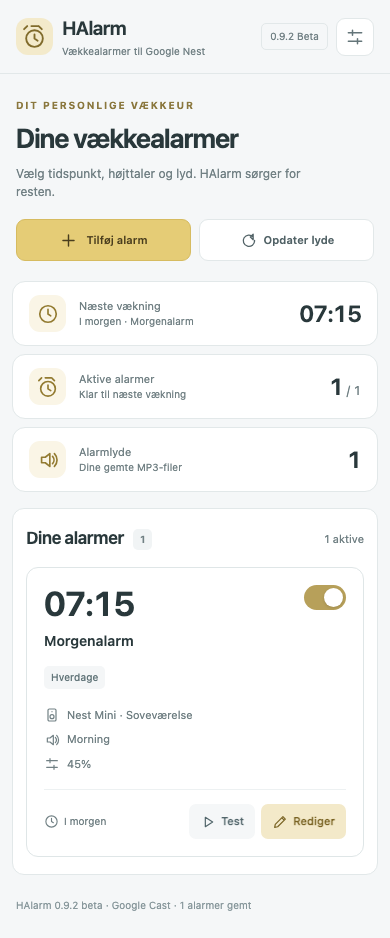 HAlarm
Vækkealarmer til Google Nest
0.9.2 Beta
DIT PERSONLIGE VÆKKEUR
Dine vækkealarmer
Vælg tidspunkt, højttaler og lyd. HAlarm sørger for
resten.
Tilføj alarm
Opdater lyde
Næste vækning
I morgen · Morgenalarm
07:15
Aktive alarmer
Klar til næste vækning
1 / 1
Alarmlyde
Dine gemte MP3-filer
1
Dine alarmer 1
1 aktive
07:15
Morgenalarm
Hverdage
Nest Mini · Soveværelse
Morning
45%
I morgen
Test
Rediger
HAlarm 0.9.2 beta · Google Cast · 1 alarmer gemt